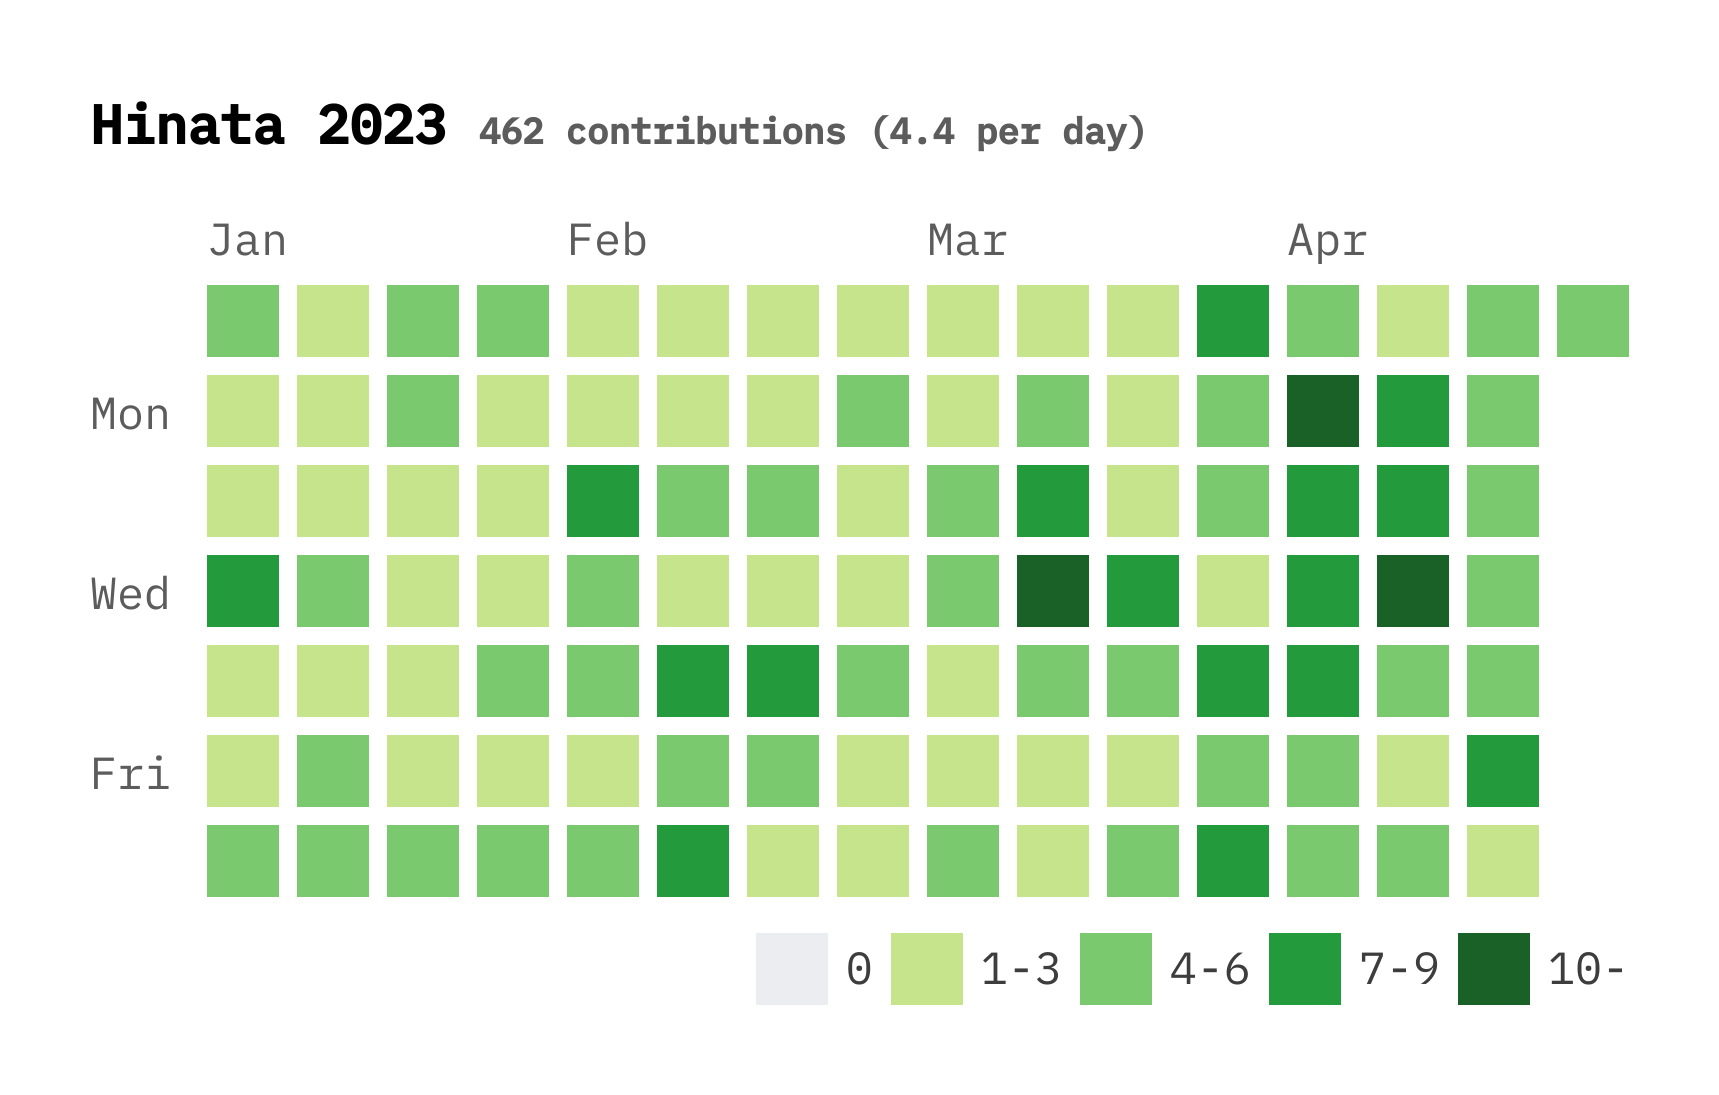 Hinata 2023 462 contributions (4.4 per day)
Jan Feb Mar Apr
Mon
Wed
Fri
0 1-3 4-6 7-9 10-